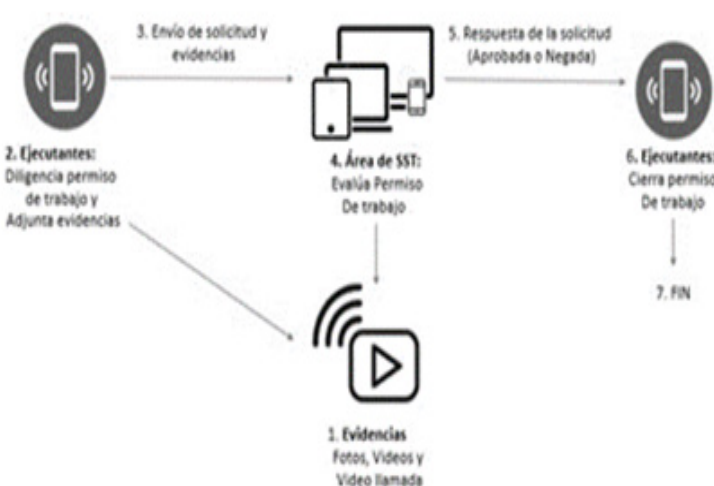 3. Envío de solicitud y
evidencias
5. Respuesta de la solicitud
(Aprobada o Negada)
2. Ejecutantes:
Diligencia permiso
de trabajo y
Adjunta evidencias
4. Área de SST:
Evalúa Permiso
De trabajo
6. Ejecutantes:
Cierra permiso
De trabajo
7. FIN
1. Evidencias
Fotos, Videos y
Video llamada